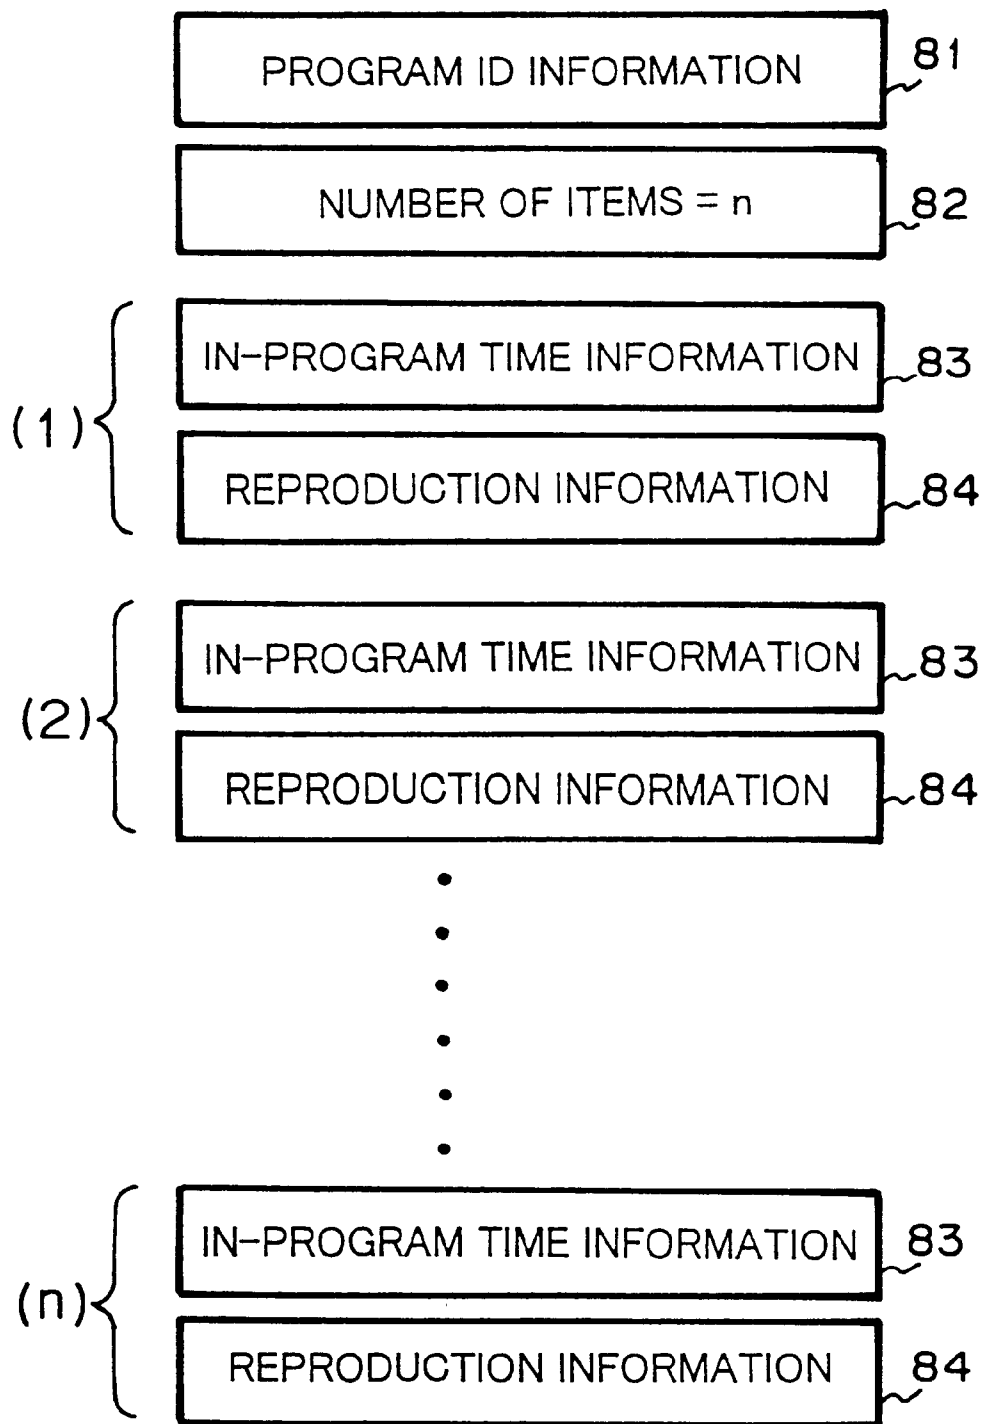 PROGRAM ID INFORMATION 81
NUMBER OF ITEMS = n 82
(1)
IN-PROGRAM TIME INFORMATION 83
REPRODUCTION INFORMATION 84
(2)
IN-PROGRAM TIME INFORMATION 83
REPRODUCTION INFORMATION 84
(n)
IN-PROGRAM TIME INFORMATION 83
REPRODUCTION INFORMATION 84